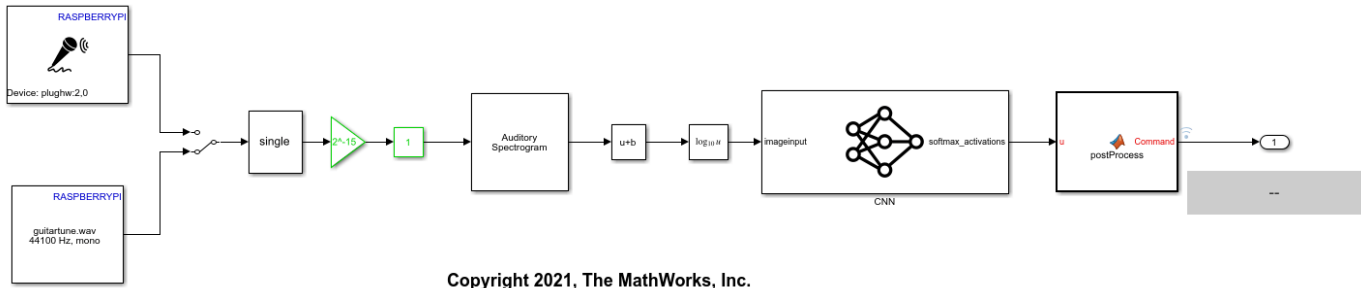 RASPBERRYPI
Device: plughw:2,0
RASPBERRYPI
guitartune.wav
44100 Hz, mono
single
2^-15
1
Auditory
Spectrogram
u+b
log10 u
imageinput
softmax_activations
CNN
u
Command
postProcess
1
--
Copyright 2021, The MathWorks, Inc.